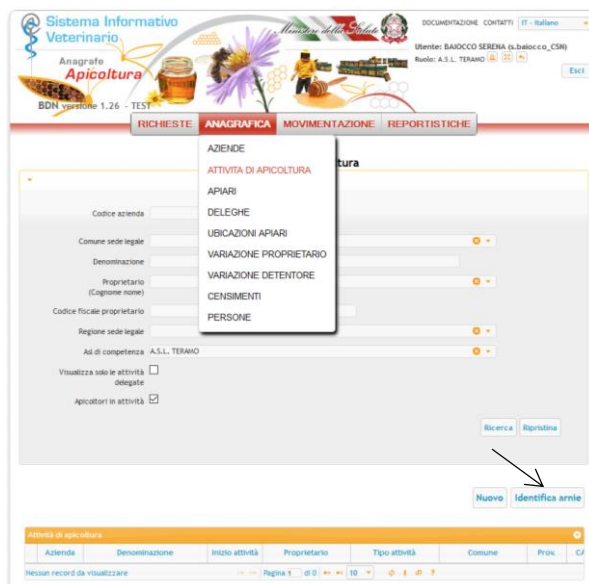 Sistema Informativo
Veterinario
Anagrafe
Apicoltura
BDN versione 1.26 - TEST
Ministero della Salute
DOCUMENTAZIONE CONTATTI IT - Italiano
Utente: BAIOCCO SERENA (s.baiocco_CSN)
Ruolo: A.S.L. TERAMO
Esci
RICHIESTE ANAGRAFICA MOVIMENTAZIONE REPORTISTICHE
AZIENDE
ATTIVITA DI APICOLTURA
APIARI
DELEGHE
UBICAZIONI APIARI
VARIAZIONE PROPRIETARIO
VARIAZIONE DETENTORE
CENSIMENTI
PERSONE
tura
Codice azienda
Comune sede legale
Denominazione
Proprietario
(Cognome nome)
Codice fiscale proprietario
Regione sede legale
Asl di competenza A.S.L. TERAMO
Visualizza solo le attività
delegate
Apicoltori in attività
Ricerca Ripristina
Nuovo Identifica arnie
Attività di apicoltura
Azienda Denominazione Inizio attività Proprietario Tipo attività Comune Prov. CA
Nessun record da visualizzare Pagina 1 di 0 10